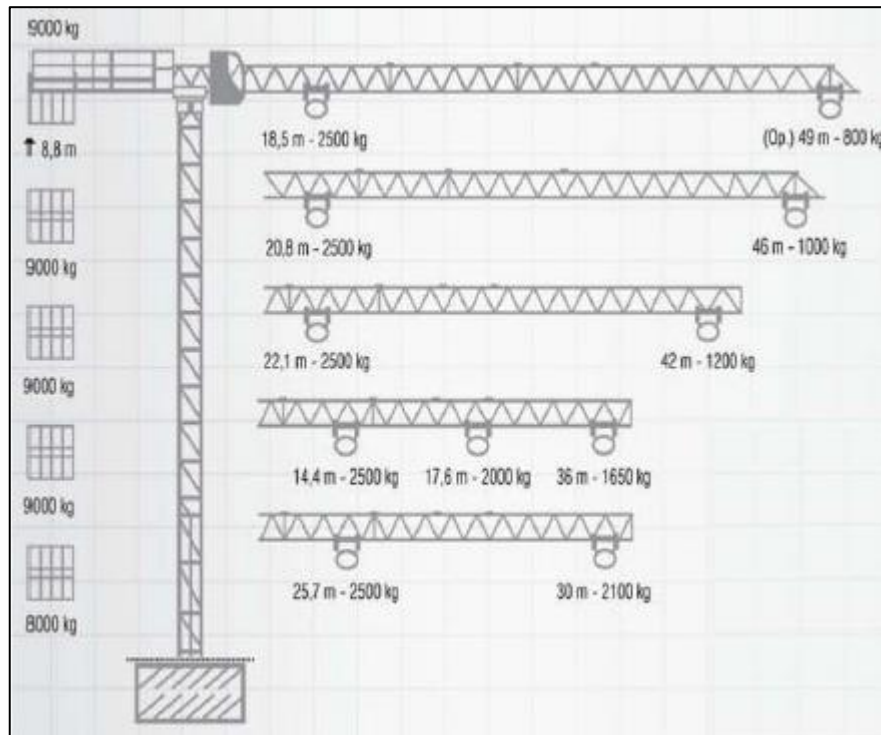 9000 kg
8,8 m
18,5 m - 2500 kg
(Op.) 49 m - 800 kg
20,8 m - 2500 kg
46 m - 1000 kg
9000 kg
22,1 m - 2500 kg
42 m - 1200 kg
9000 kg
14,4 m - 2500 kg
17,6 m - 2000 kg
36 m - 1650 kg
9000 kg
25,7 m - 2500 kg
30 m - 2100 kg
8000 kg